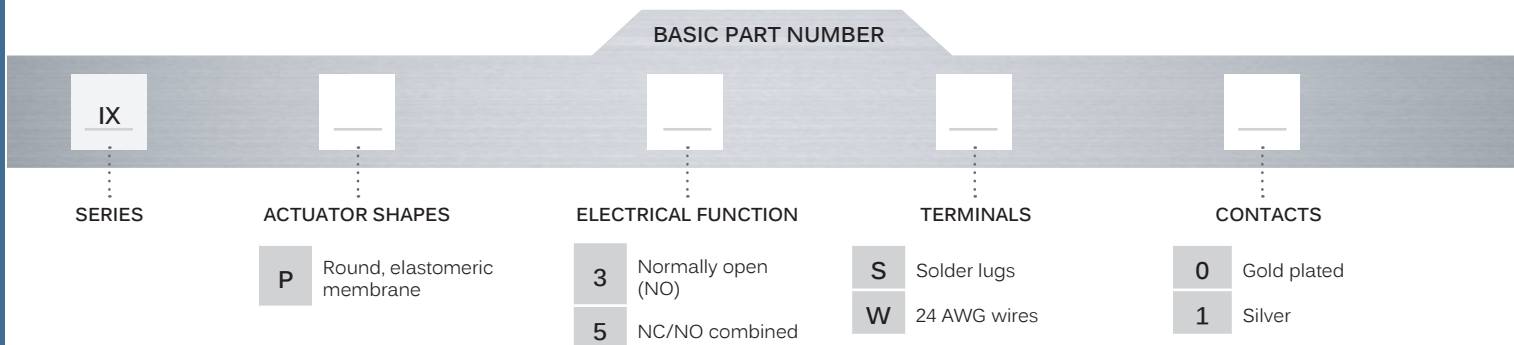 BASIC PART NUMBER
IX
SERIES
ACTUATOR SHAPES
ELECTRICAL FUNCTION
TERMINALS
CONTACTS
P Round, elastomeric
membrane
3 Normally open
(NO)
5 NC/NO combined
S Solder lugs
W 24 AWG wires
0 Gold plated
1 Silver